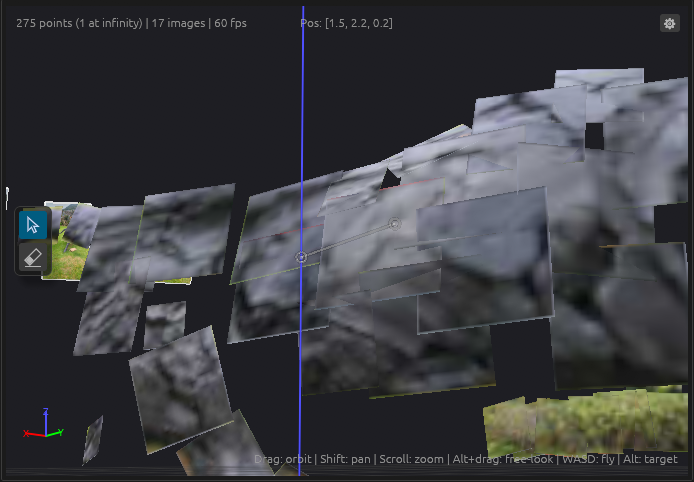 275 points (1 at infinity) | 17 images | 60 fps
Pos: [1.5, 2.2, 0.2]
Z
X
Y
Drag: orbit | Shift: pan | Scroll: zoom | Alt+drag: free-look | WASD: fly | Alt: target